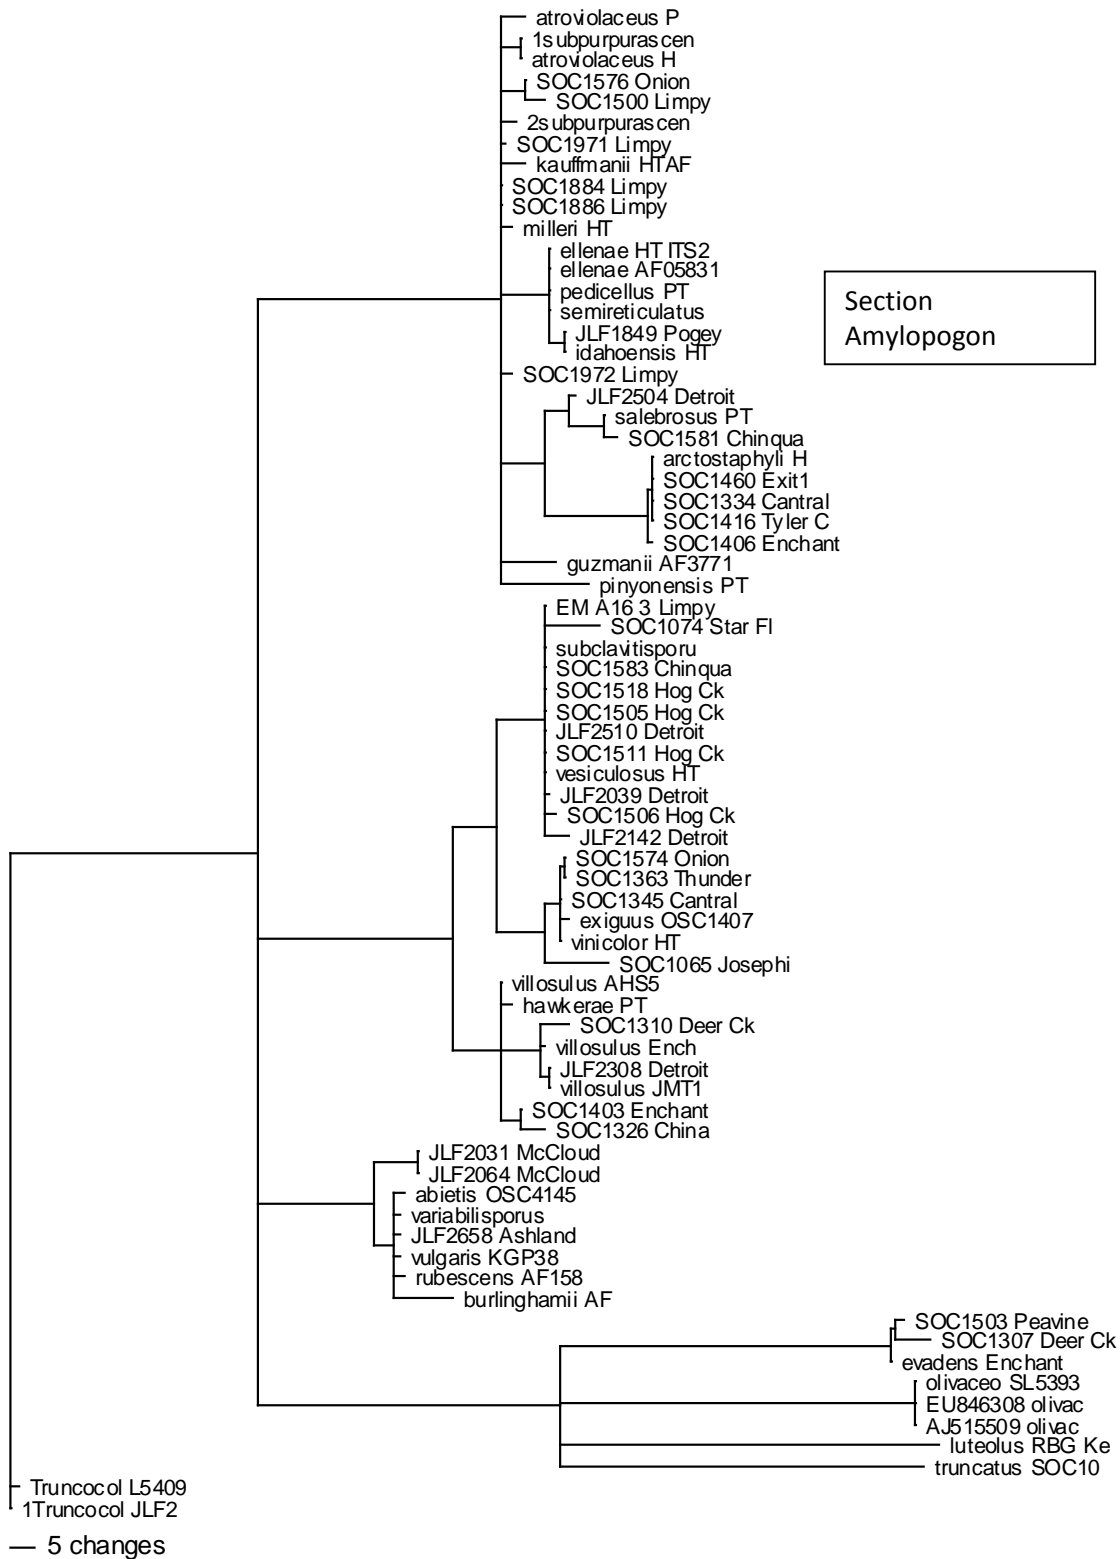 atroviolaceus P
1subpurpurascen
atroviolaceus H
SOC1576 Onion
SOC1500 Limpy
2subpurpurascen
SOC1971 Limpy
kauffmanii HTAF
SOC1884 Limpy
SOC1886 Limpy
milleri HT
ellenae HT ITS2
ellenae AF05831
pedicellus PT
semireticulatus
JLF1849 Pogey
idahoensis HT
Section
Amylopogon
SOC1972 Limpy
JLF2504 Detroit
salebrosus PT
SOC1581 Chinqua
arctostaphyli H
SOC1460 Exit1
SOC1334 Cantral
SOC1416 Tyler C
SOC1406 Enchant
guzmanii AF3771
pinyonensis PT
EM A16 3 Limpy
SOC1074 Star Fl
subclavitisporu
SOC1583 Chinqua
SOC1518 Hog Ck
SOC1505 Hog Ck
JLF2510 Detroit
SOC1511 Hog Ck
vesiculosus HT
JLF2039 Detroit
SOC1506 Hog Ck
JLF2142 Detroit
SOC1574 Onion
SOC1363 Thunder
SOC1345 Cantral
exiguus OSC1407
vinicolor HT
SOC1065 Josephi
villosulus AHS5
hawkerae PT
SOC1310 Deer Ck
villosulus Ench
JLF2308 Detroit
villosulus JMT1
SOC1403 Enchant
SOC1326 China
JLF2031 McCloud
JLF2064 McCloud
abietis OSC4145
variabilisporus
JLF2658 Ashland
vulgaris KGP38
rubescens AF158
burlinghamii AF
SOC1503 Peavine
SOC1307 Deer Ck
evadens Enchant
olivaceo SL5393
EU846308 olivac
AJ515509 olivac
luteolus RBG Ke
truncatus SOC10
Truncocol L5409
1Truncocol JLF2
5 changes